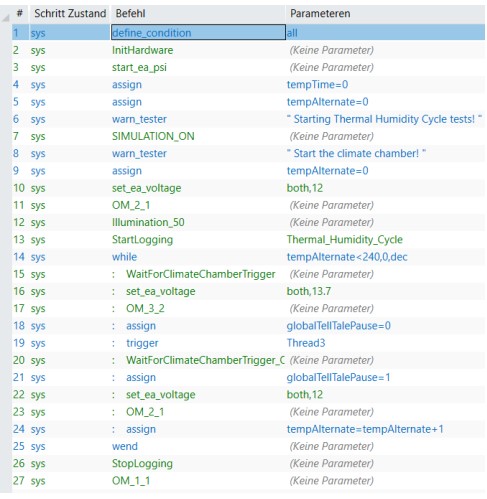 # Schritt Zustand Befehl Parameteren
1 sys define_condition all
2 sys InitHardware (Keine Parameter)
3 sys start_ea_psi (Keine Parameter)
4 sys assign tempTime=0
5 sys assign tempAlternate=0
6 sys warn_tester " Starting Thermal Humidity Cycle tests! "
7 sys SIMULATION_ON (Keine Parameter)
8 sys warn_tester " Start the climate chamber! "
9 sys assign tempAlternate=0
10 sys set_ea_voltage both,12
11 sys OM_2_1 (Keine Parameter)
12 sys Illumination_50 (Keine Parameter)
13 sys StartLogging Thermal_Humidity_Cycle
14 sys while tempAlternate<240,0,dec
15 sys : WaitForClimateChamberTrigger (Keine Parameter)
16 sys : set_ea_voltage both,13.7
17 sys : OM_3_2 (Keine Parameter)
18 sys : assign globalTellTalePause=0
19 sys : trigger Thread3
20 sys : WaitForClimateChamberTrigger_C (Keine Parameter)
21 sys : assign globalTellTalePause=1
22 sys : set_ea_voltage both,12
23 sys : OM_2_1 (Keine Parameter)
24 sys : assign tempAlternate=tempAlternate+1
25 sys wend (Keine Parameter)
26 sys StopLogging (Keine Parameter)
27 sys OM_1_1 (Keine Parameter)